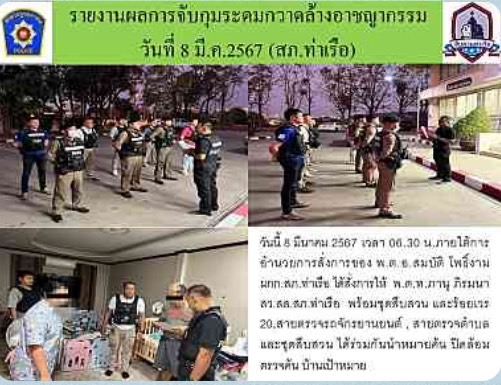 รายงานผลการจับกุมระดมกวาดล้างอาชญากรรม
วันที่ 8 มี.ค.2567 (สภ.ท่าเรือ)
วันนี้ 8 มีนาคม 2567 เวลา 06.30 น.ภายใต้การ
อำนวยการสั่งการของ พ.ต.อ.สมบัติ โพธิ์งาม
ผกก.สภ.ท่าเรือ ได้สั่งการให้ พ.ต.ท.ภานุ ภิรมนา
สว.สส.สภ.ท่าเรือ พร้อมชุดสืบสวน และร้อยเวร
20,สายตรวจรถจักรยานยนต์ , สายตรวจตำบล
และชุดสืบสวน ได้ร่วมกันนำหมายค้น ปิดล้อม
ตรวจค้น บ้านเป้าหมาย